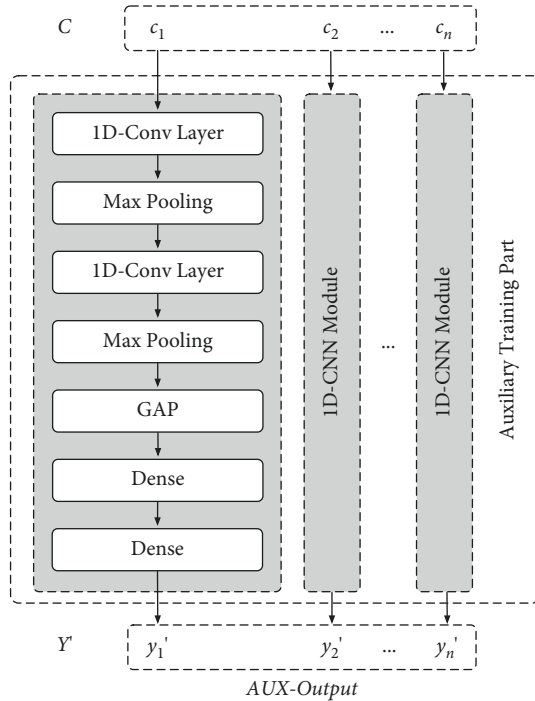 C c₁ c₂ ... cₙ
1D-Conv Layer
Max Pooling
1D-Conv Layer
Max Pooling
GAP
Dense
Dense
1D-CNN Module
...
1D-CNN Module
Auxiliary Training Part
Y' y₁' y₂' ... yₙ'
AUX-Output